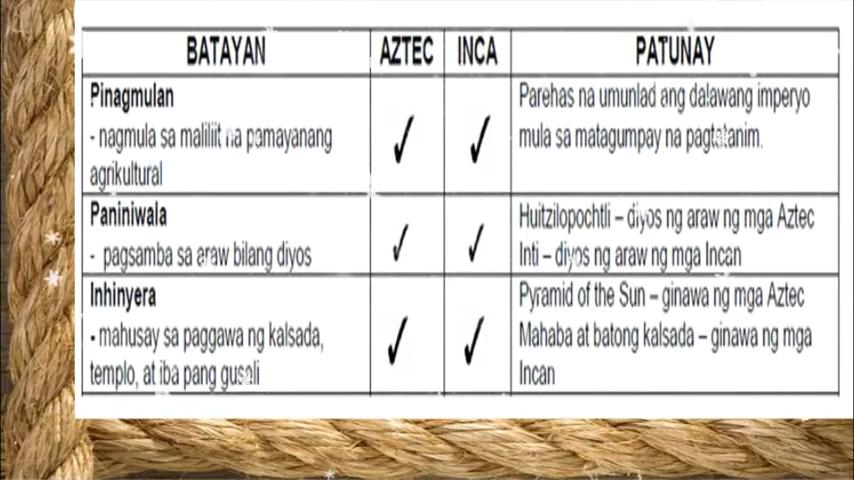 BATAYAN AZTEC INCA PATUNAY
Pinagmulan
- nagmula sa maliliit na pamayanang
agrikultural
✓ ✓
Parehas na umunlad ang dalawang imperyo
mula sa matagumpay na pagtatanim.
Paniniwala
- pagsamba sa araw bilang diyos
✓ ✓
Huitzilopochtli – diyos ng araw ng mga Aztec
Inti – diyos ng araw ng mga Incan
Inhinyera
- mahusay sa paggawa ng kalsada,
templo, at iba pang gusali
✓ ✓
Pyramid of the Sun – ginawa ng mga Aztec
Mahaba at batong kalsada – ginawa ng mga
Incan